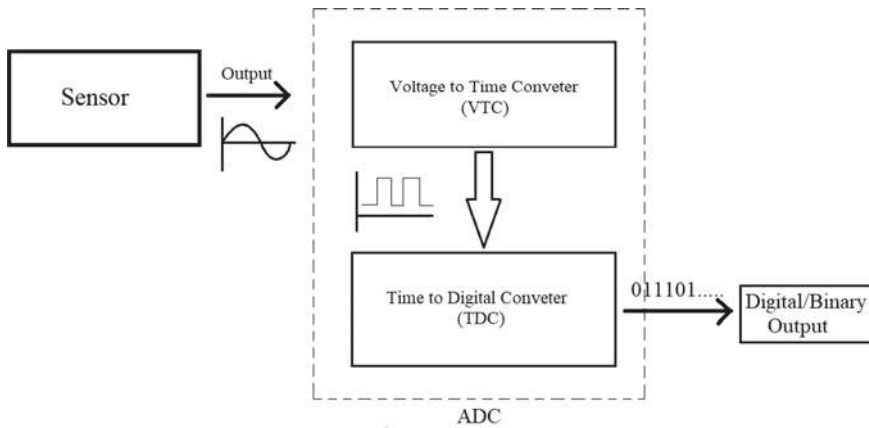 Sensor
Output
Voltage to Time Conveter
(VTC)
Time to Digital Conveter
(TDC)
011101.....
Digital/Binary
Output
ADC